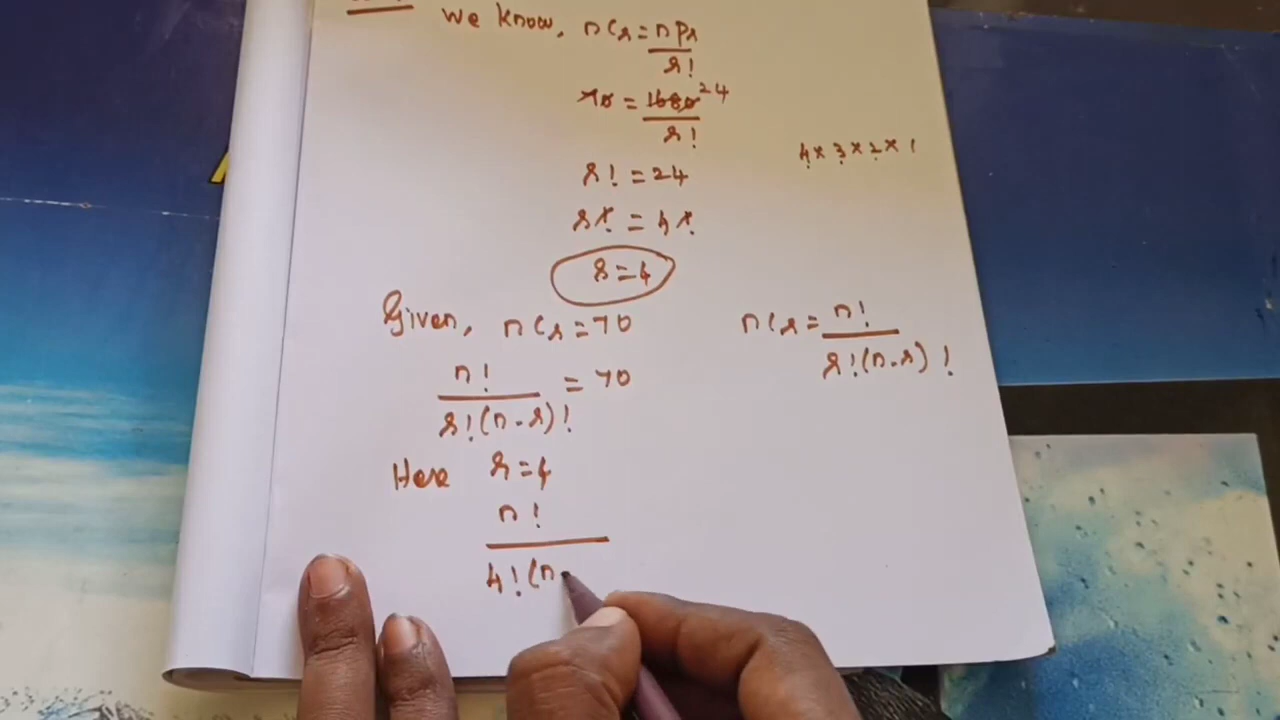 We know, nCr = nPr / r!
70 = 1680 24 / r!
4 × 3 × 2 × 1
r! = 24
r! = 4!
r = 4
Given, nCr = 70
nCr = n! / r!(n-r)!
n! / r!(n-r)! = 70
Here r = 4
n! / 4!(n-